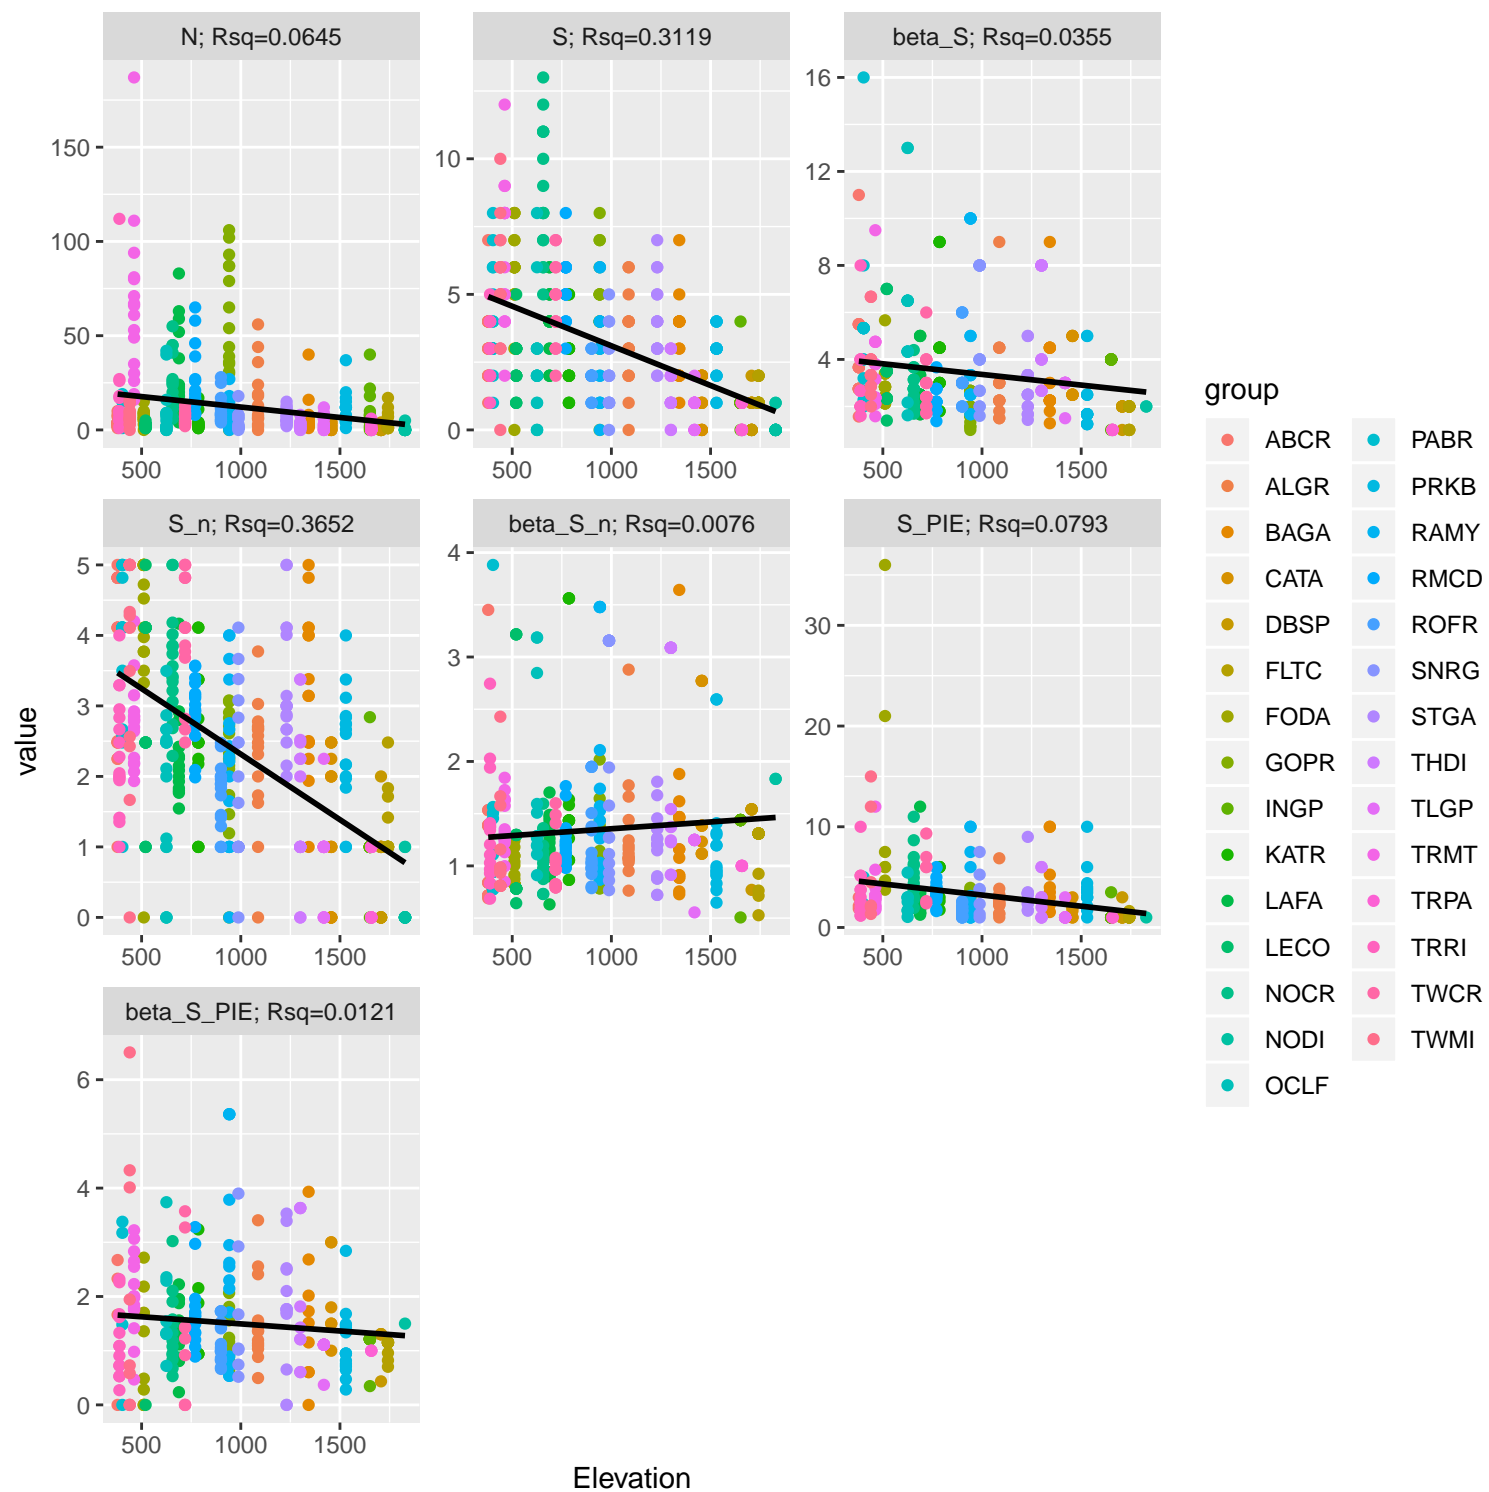 N; Rsq=0.0645
S; Rsq=0.3119
beta_S; Rsq=0.0355
150
100
50
0
500 1000 1500
10
5
0
500 1000 1500
16
12
8
4
500 1000 1500
S_n; Rsq=0.3652
beta_S_n; Rsq=0.0076
S_PIE; Rsq=0.0793
5
4
3
2
1
0
500 1000 1500
4
3
2
1
500 1000 1500
30
20
10
0
500 1000 1500
beta_S_PIE; Rsq=0.0121
6
4
2
0
500 1000 1500
value
Elevation
group
ABCR
ALGR
BAGA
CATA
DBSP
FLTC
FODA
GOPR
INGP
KATR
LAFA
LECO
NOCR
NODI
OCLF
PABR
PRKB
RAMY
RMCD
ROFR
SNRG
STGA
THDI
TLGP
TRMT
TRPA
TRRI
TWCR
TWMI